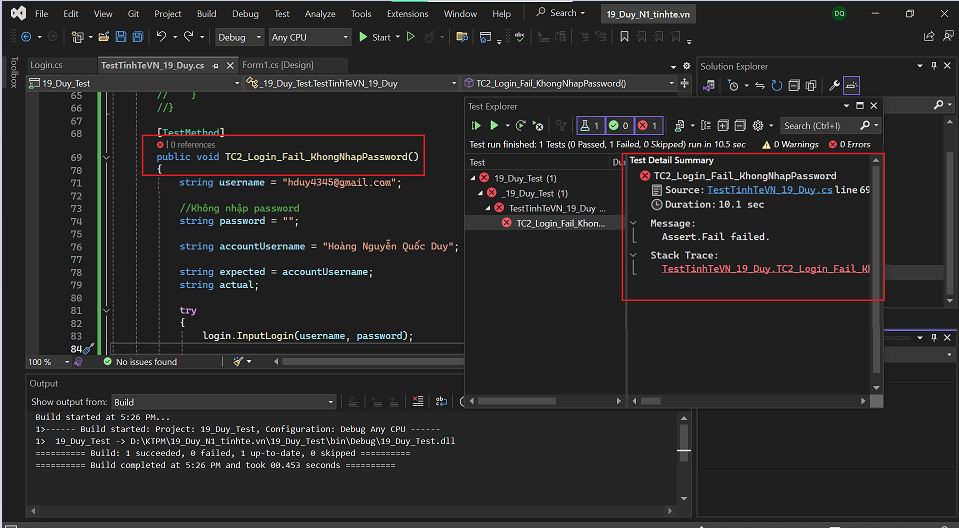 File Edit View Git Project Build Debug Test Analyze Tools Extensions Window Help Search 19_Duy_N1_tinhte.vn DQ
Debug Any CPU Start
Toolbox
Login.cs TestTinhTeVN_19_Duy.cs Form1.cs [Design]
19_Duy_Test _19_Duy_Test.TestTinhTeVN_19_Duy TC2_Login_Fail_KhongNhapPassword()
65 // }
66 //}
67
68 [TestMethod]
| 0 references
69 public void TC2_Login_Fail_KhongNhapPassword()
70 {
71 string username = "hduy4345@gmail.com";
72
73 //Không nhập password
74 string password = "";
75
76 string accountUsername = "Hoàng Nguyễn Quốc Duy";
77
78 string expected = accountUsername;
79 string actual;
80
81 try
82 {
83 login.InputLogin(username, password);
84
100 % No issues found
Solution Explorer
Test Explorer
1 0 1 Search (Ctrl+I)
Test run finished: 1 Tests (0 Passed, 1 Failed, 0 Skipped) run in 10.5 sec 0 Warnings 0 Errors
Test Du
19_Duy_Test (1)
_19_Duy_Test (1)
TestTinhTeVN_19_Duy ...
TC2_Login_Fail_Khon...
Test Detail Summary
TC2_Login_Fail_KhongNhapPassword
Source: TestTinhTeVN_19_Duy.cs line 69
Duration: 10.1 sec
Message:
Assert.Fail failed.
Stack Trace:
TestTinhTeVN_19_Duy.TC2_Login_Fail_Kh
Output
Show output from: Build
Build started at 5:26 PM...
1>------ Build started: Project: 19_Duy_Test, Configuration: Debug Any CPU ------
1> 19_Duy_Test -> D:\KTPM\19_Duy_N1_tinhte.vn\19_Duy_Test\bin\Debug\19_Duy_Test.dll
========== Build: 1 succeeded, 0 failed, 1 up-to-date, 0 skipped ==========
========== Build completed at 5:26 PM and took 00.453 seconds ==========